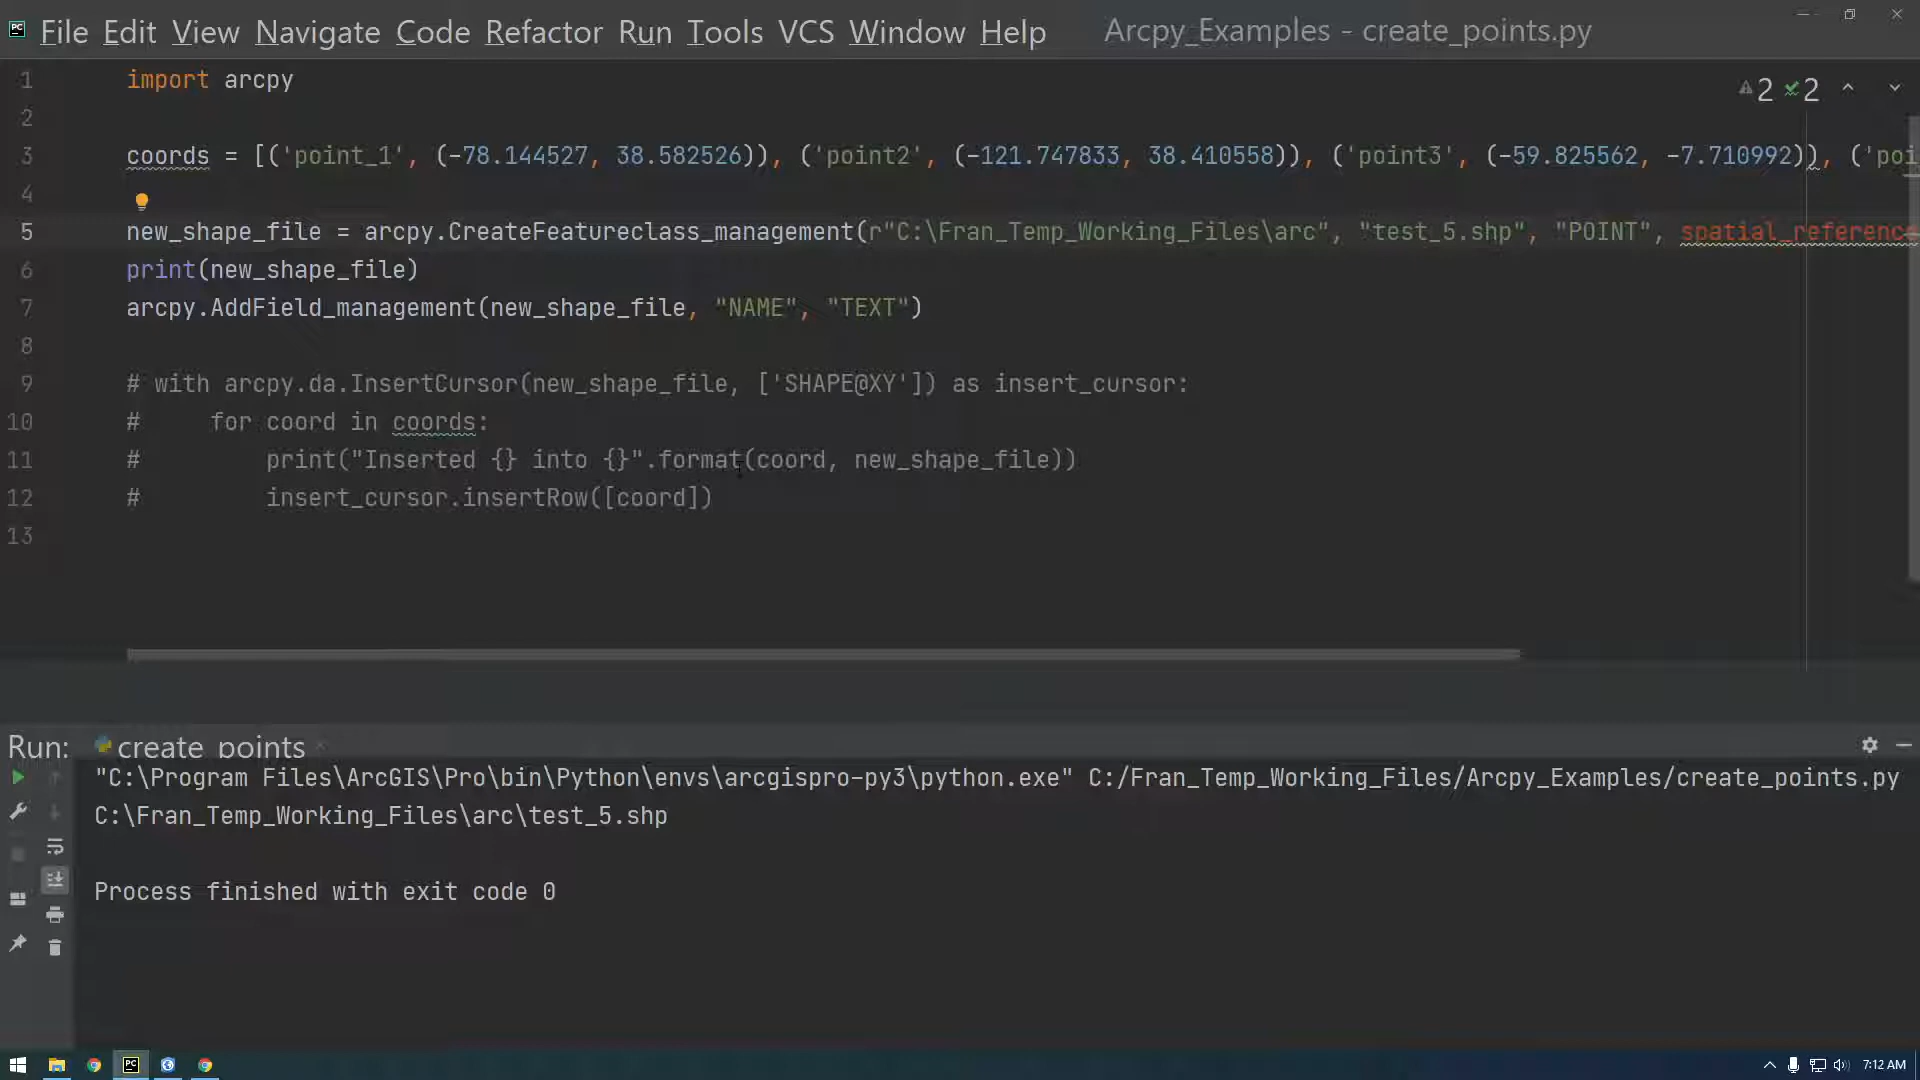 File Edit View Navigate Code Refactor Run Tools VCS Window Help Arcpy_Examples - create_points.py
1 import arcpy
2 2 2
3 coords = [('point_1', (-78.144527, 38.582526)), ('point2', (-121.747833, 38.410558)), ('point3', (-59.825562, -7.710992)), ('poi
4
5 new_shape_file = arcpy.CreateFeatureclass_management(r"C:\Fran_Temp_Working_Files\arc", "test_5.shp", "POINT", spatial_reference
6 print(new_shape_file)
7 arcpy.AddField_management(new_shape_file, "NAME", "TEXT")
8
9 # with arcpy.da.InsertCursor(new_shape_file, ['SHAPE@XY']) as insert_cursor:
10 #     for coord in coords:
11 #         print("Inserted {} into {}".format(coord, new_shape_file))
12 #         insert_cursor.insertRow([coord])
13
Run: create_points
"C:\Program Files\ArcGIS\Pro\bin\Python\envs\arcgispro-py3\python.exe" C:/Fran_Temp_Working_Files/Arcpy_Examples/create_points.py
C:\Fran_Temp_Working_Files\arc\test_5.shp
Process finished with exit code 0
7:12 AM